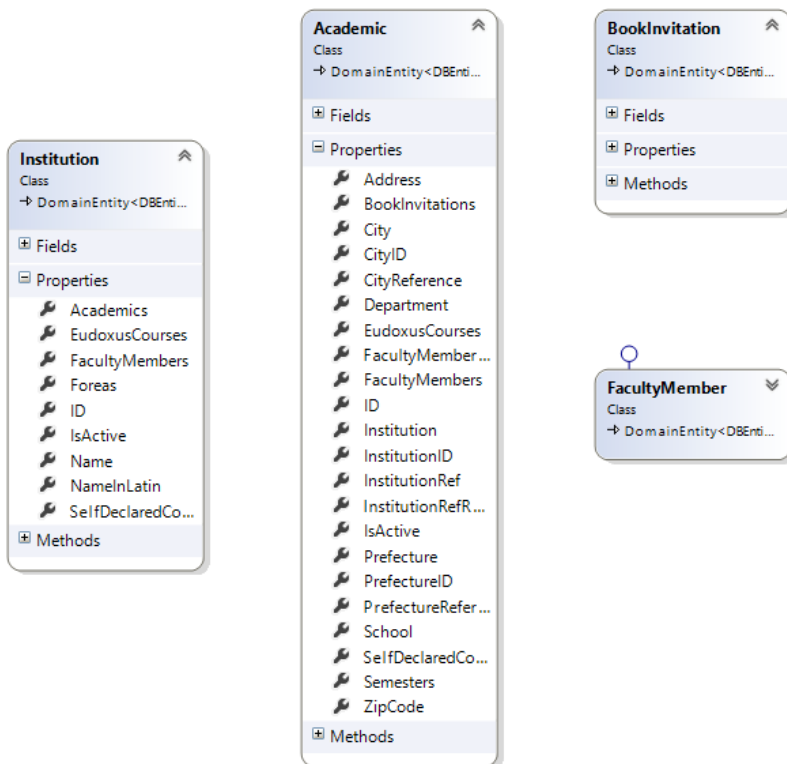 Institution
Class
DomainEntity<DBEnti...
Fields
Properties
Academics
EudoxusCourses
FacultyMembers
Foreas
ID
IsActive
Name
NameInLatin
SelfDeclaredCo...
Methods
Academic
Class
DomainEntity<DBEnti...
Fields
Properties
Address
BookInvitations
City
CityID
CityReference
Department
EudoxusCourses
FacultyMember...
FacultyMembers
ID
Institution
InstitutionID
InstitutionRef
InstitutionRefR...
IsActive
Prefecture
PrefectureID
PrefectureRefer...
School
SelfDeclaredCo...
Semesters
ZipCode
Methods
BookInvitation
Class
DomainEntity<DBEnti...
Fields
Properties
Methods
FacultyMember
Class
DomainEntity<DBEnti...